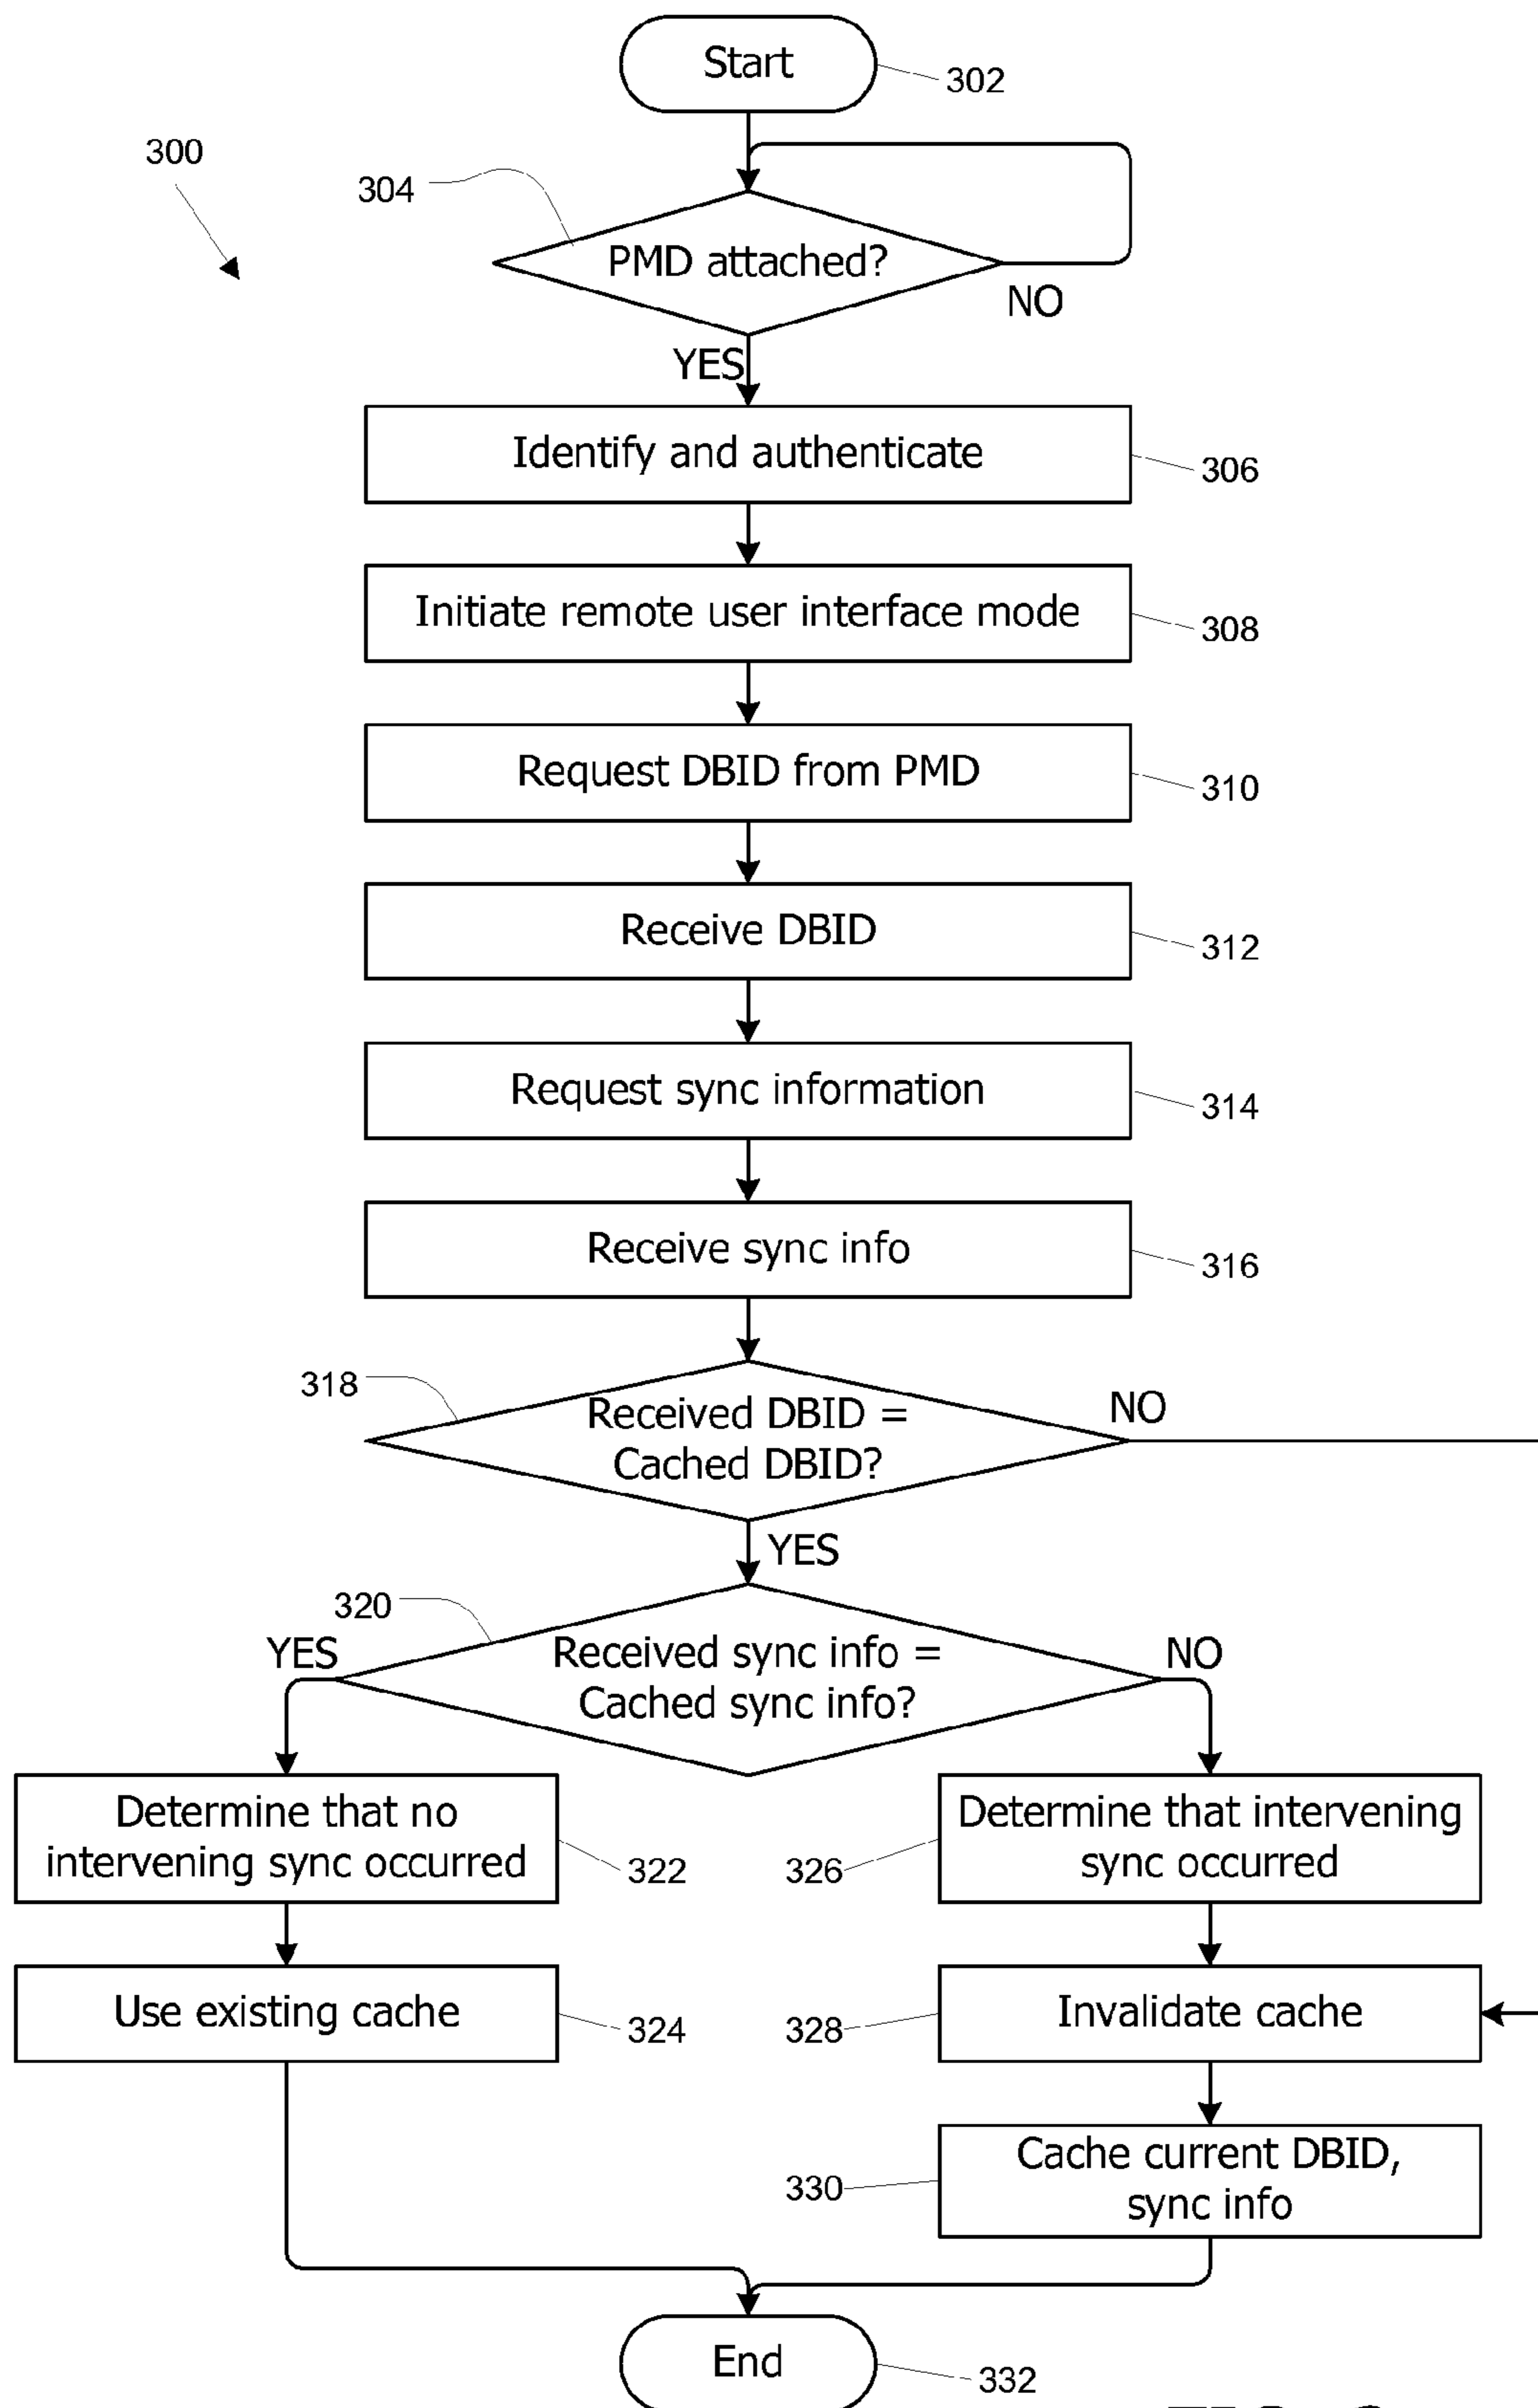 Start
302
300
304
PMD attached?
NO
YES
Identify and authenticate
306
Initiate remote user interface mode
308
Request DBID from PMD
310
Receive DBID
312
Request sync information
314
Receive sync info
316
318
Received DBID =
Cached DBID?
NO
YES
320
YES
Received sync info =
Cached sync info?
NO
Determine that no
intervening sync occurred
322
326
Determine that intervening
sync occurred
Use existing cache
324
328
Invalidate cache
330
Cache current DBID,
sync info
End
332